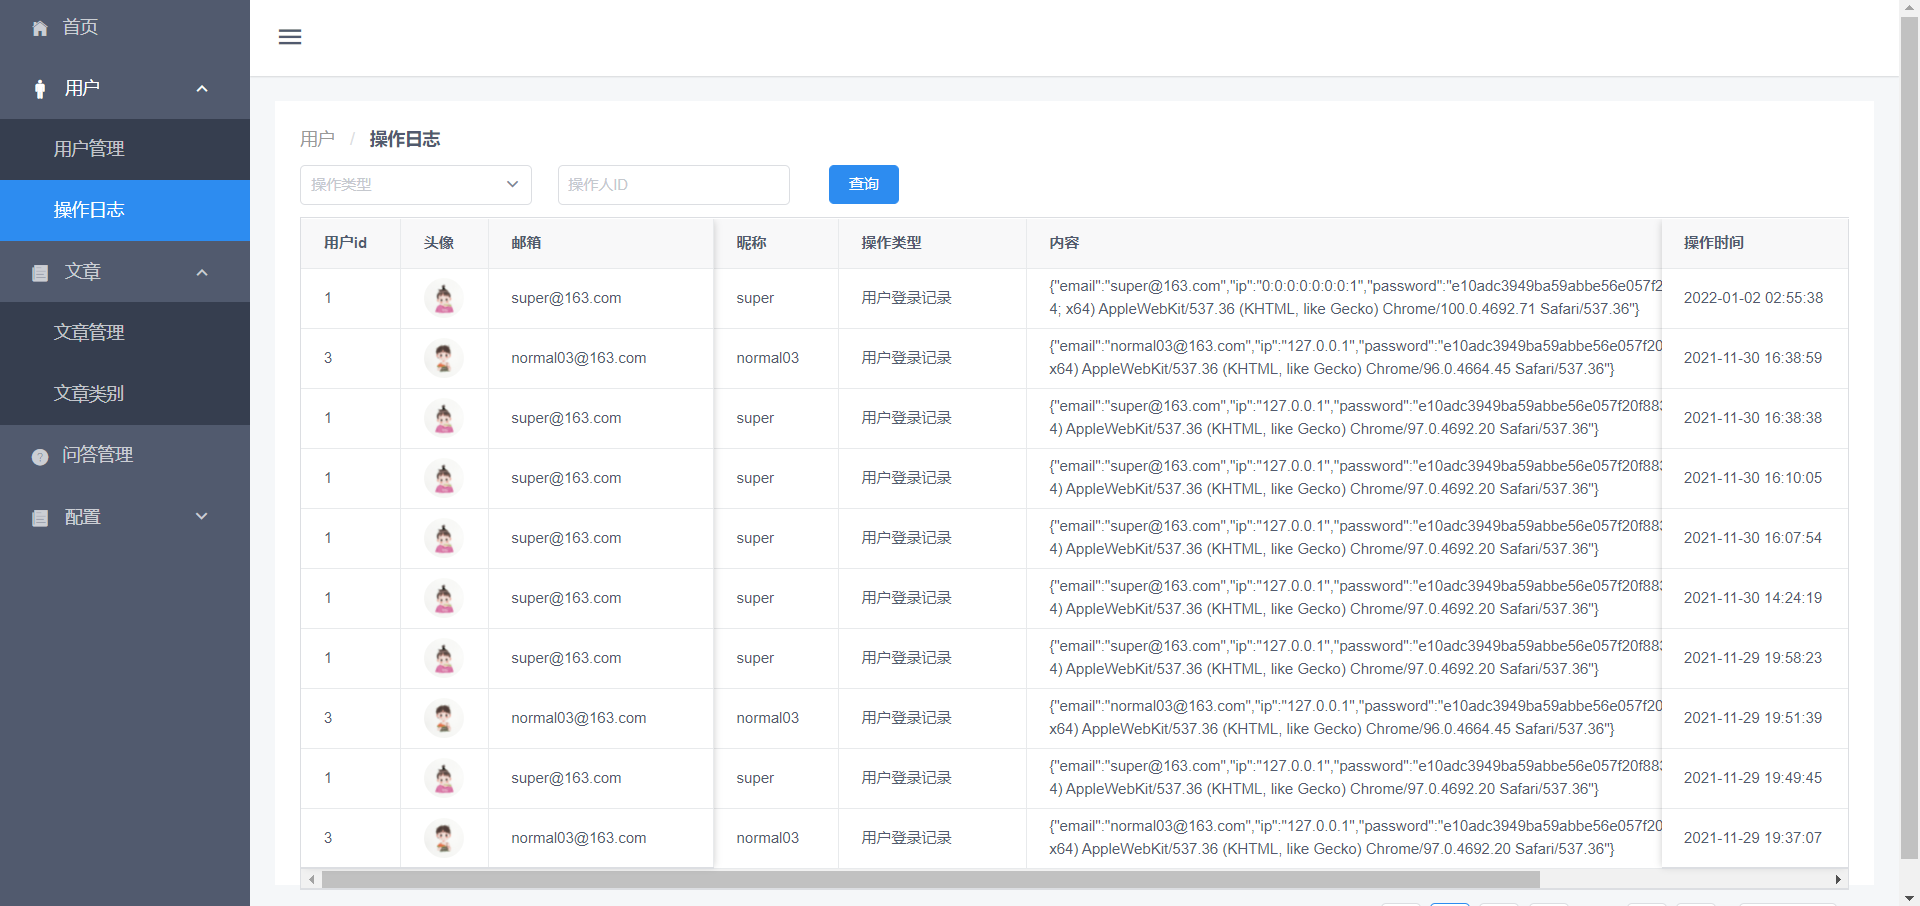 首页
用户
用户管理
操作日志
文章
文章管理
文章类别
问答管理
配置
用户 / 操作日志
操作类型
操作人ID
查询
用户id 头像 邮箱 昵称 操作类型 内容 操作时间
1 super@163.com super 用户登录记录 {"email":"super@163.com","ip":"0:0:0:0:0:0:0:1","password":"e10adc3949ba59abbe56e057f2 2022-01-02 02:55:38
4; x64) AppleWebKit/537.36 (KHTML, like Gecko) Chrome/100.0.4692.71 Safari/537.36"}
3 normal03@163.com normal03 用户登录记录 {"email":"normal03@163.com","ip":"127.0.0.1","password":"e10adc3949ba59abbe56e057f20 2021-11-30 16:38:59
x64) AppleWebKit/537.36 (KHTML, like Gecko) Chrome/96.0.4664.45 Safari/537.36"}
1 super@163.com super 用户登录记录 {"email":"super@163.com","ip":"127.0.0.1","password":"e10adc3949ba59abbe56e057f20f883 2021-11-30 16:38:38
4) AppleWebKit/537.36 (KHTML, like Gecko) Chrome/97.0.4692.20 Safari/537.36"}
1 super@163.com super 用户登录记录 {"email":"super@163.com","ip":"127.0.0.1","password":"e10adc3949ba59abbe56e057f20f883 2021-11-30 16:10:05
4) AppleWebKit/537.36 (KHTML, like Gecko) Chrome/97.0.4692.20 Safari/537.36"}
1 super@163.com super 用户登录记录 {"email":"super@163.com","ip":"127.0.0.1","password":"e10adc3949ba59abbe56e057f20f883 2021-11-30 16:07:54
4) AppleWebKit/537.36 (KHTML, like Gecko) Chrome/97.0.4692.20 Safari/537.36"}
1 super@163.com super 用户登录记录 {"email":"super@163.com","ip":"127.0.0.1","password":"e10adc3949ba59abbe56e057f20f883 2021-11-30 14:24:19
4) AppleWebKit/537.36 (KHTML, like Gecko) Chrome/97.0.4692.20 Safari/537.36"}
1 super@163.com super 用户登录记录 {"email":"super@163.com","ip":"127.0.0.1","password":"e10adc3949ba59abbe56e057f20f883 2021-11-29 19:58:23
4) AppleWebKit/537.36 (KHTML, like Gecko) Chrome/97.0.4692.20 Safari/537.36"}
3 normal03@163.com normal03 用户登录记录 {"email":"normal03@163.com","ip":"127.0.0.1","password":"e10adc3949ba59abbe56e057f20 2021-11-29 19:51:39
x64) AppleWebKit/537.36 (KHTML, like Gecko) Chrome/96.0.4664.45 Safari/537.36"}
1 super@163.com super 用户登录记录 {"email":"super@163.com","ip":"127.0.0.1","password":"e10adc3949ba59abbe56e057f20f883 2021-11-29 19:49:45
4) AppleWebKit/537.36 (KHTML, like Gecko) Chrome/97.0.4692.20 Safari/537.36"}
3 normal03@163.com normal03 用户登录记录 {"email":"normal03@163.com","ip":"127.0.0.1","password":"e10adc3949ba59abbe56e057f20 2021-11-29 19:37:07
x64) AppleWebKit/537.36 (KHTML, like Gecko) Chrome/97.0.4692.20 Safari/537.36"}